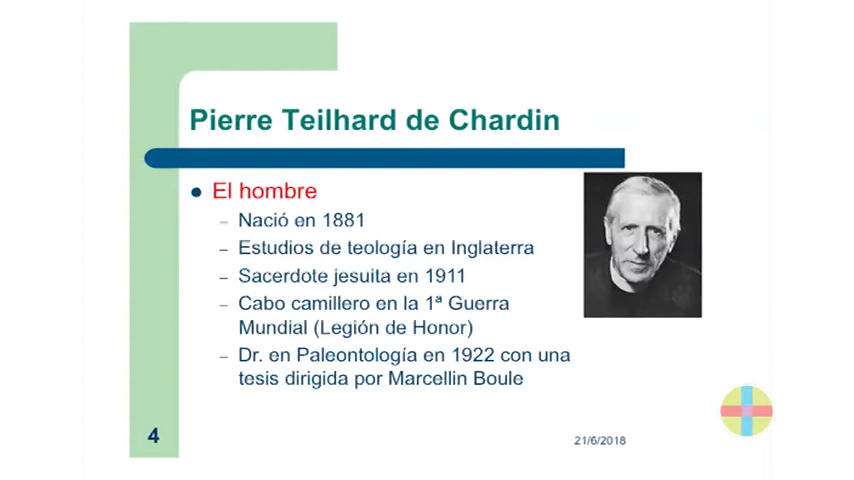 Pierre Teilhard de Chardin
El hombre
Nació en 1881
Estudios de teología en Inglaterra
Sacerdote jesuita en 1911
Cabo camillero en la 1ª Guerra
Mundial (Legión de Honor)
Dr. en Paleontología en 1922 con una
tesis dirigida por Marcellin Boule
4
21/6/2018